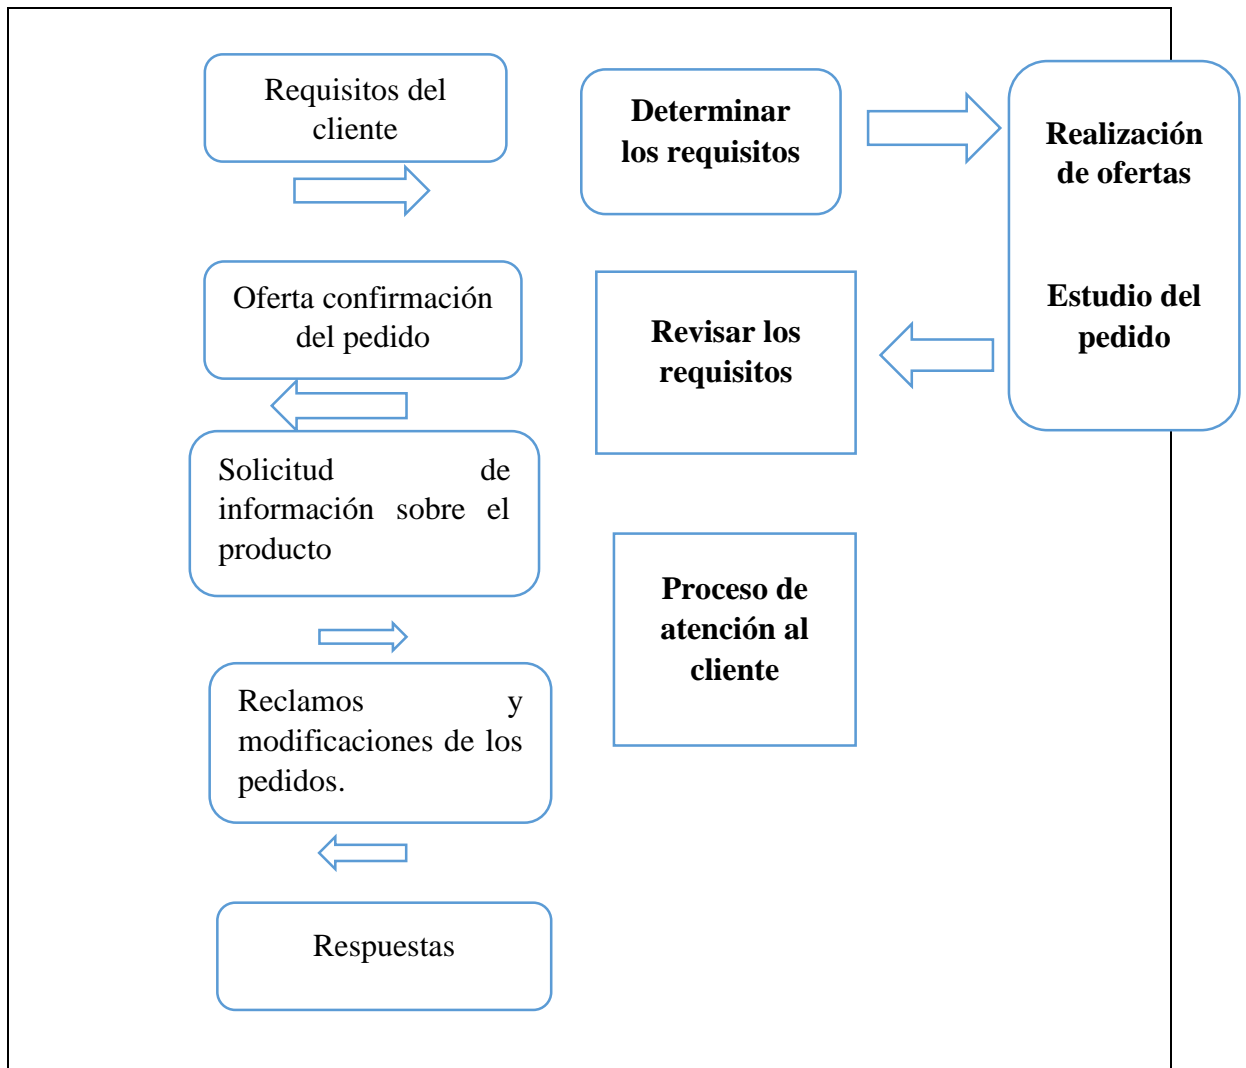 Requisitos del
cliente
Determinar
los requisitos
Realización
de ofertas
Estudio del
pedido
Oferta confirmación
del pedido
Revisar los
requisitos
Solicitud de
información sobre el
producto
Proceso de
atención al
cliente
Reclamos y
modificaciones de los
pedidos.
Respuestas